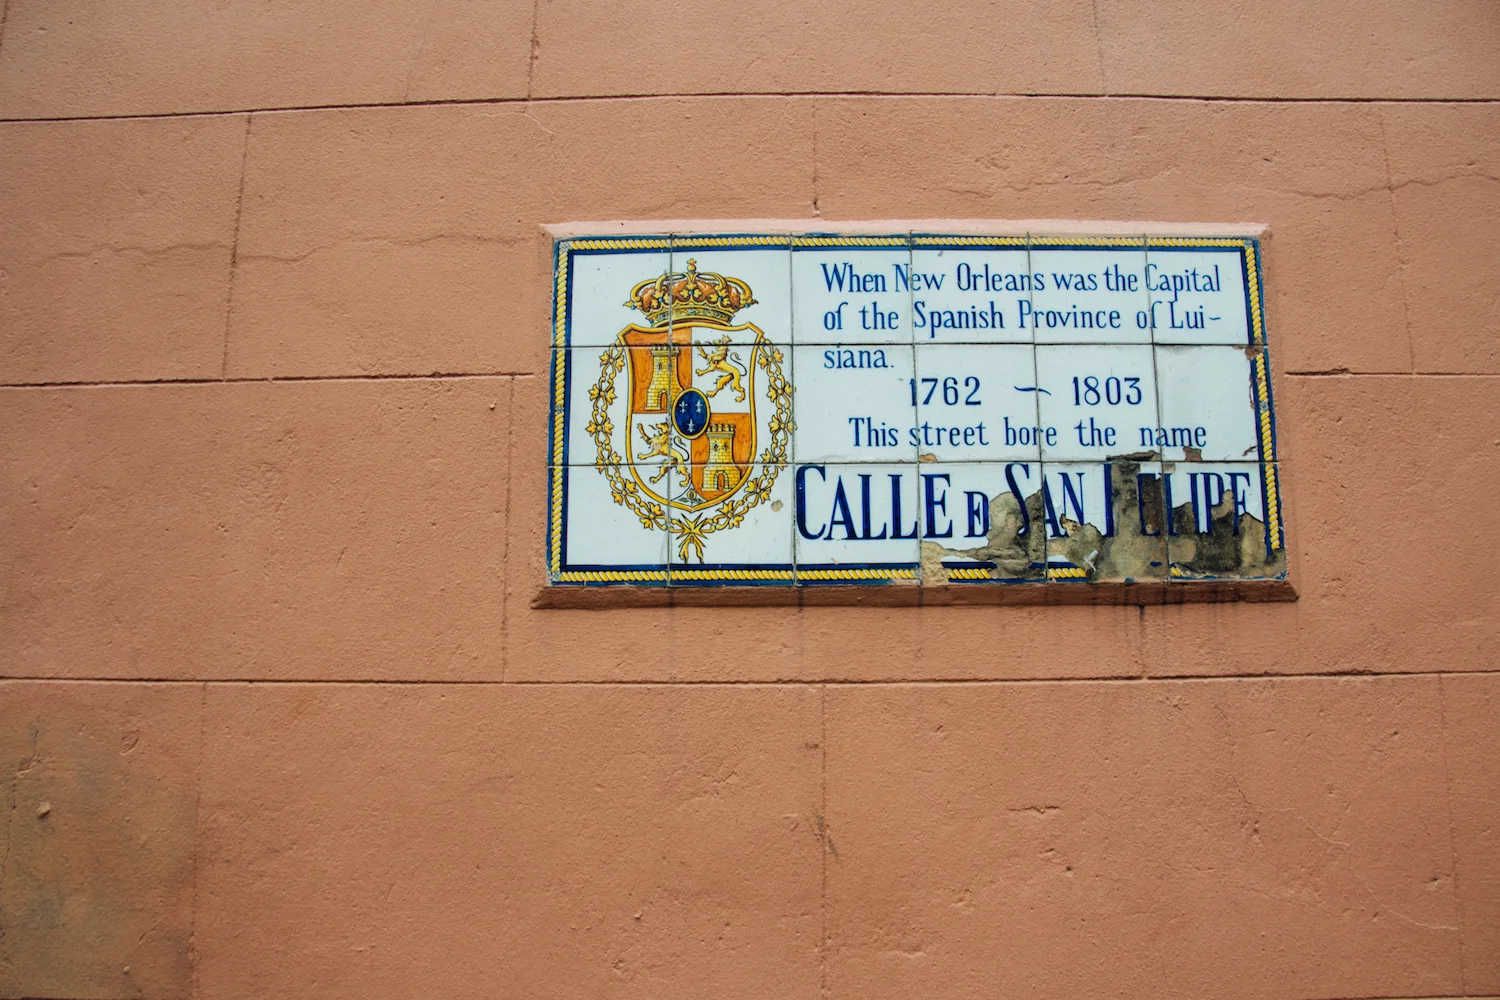 When New Orleans was the Capital
of the Spanish Province of Lui-
siana.
1762 ~ 1803
This street bore the name
CALLE D SAN FELIPE